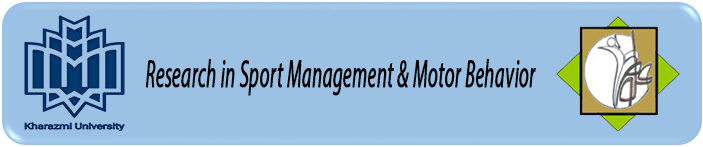 Research in Sport Management & Motor Behavior
Kharazmi University